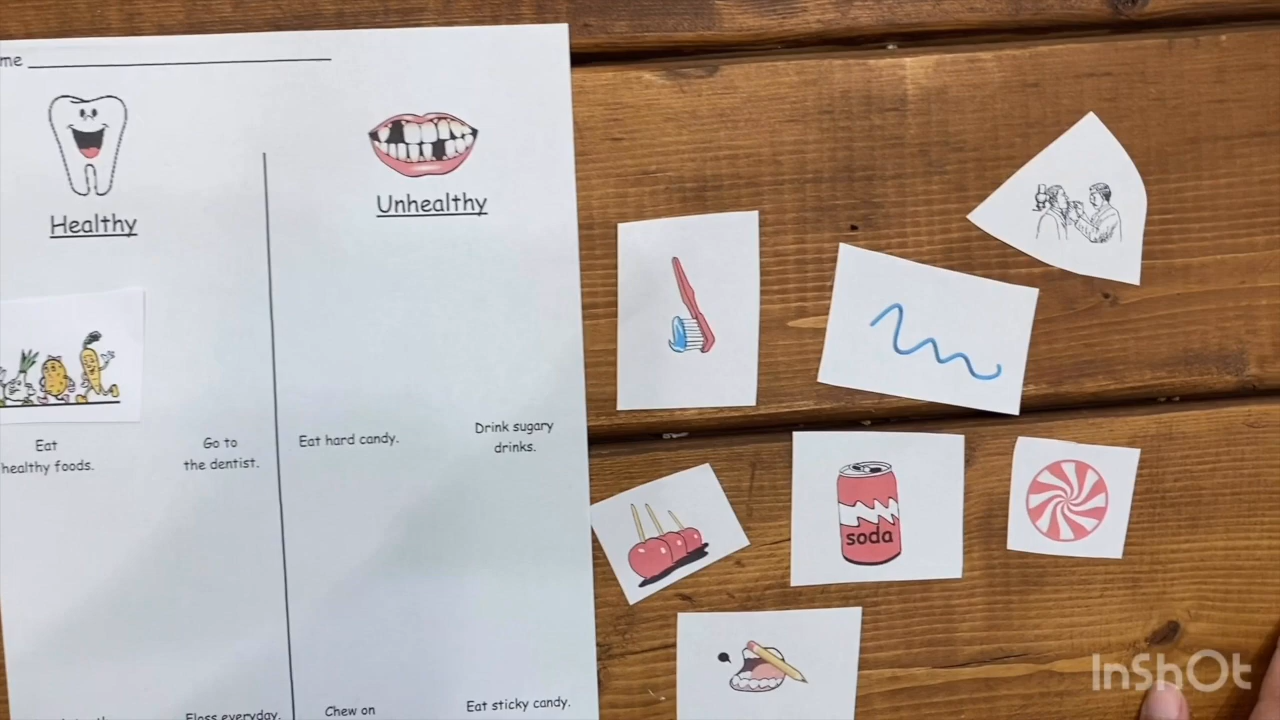 me
Healthy
Unhealthy
Eat
healthy foods.
Go to
the dentist.
Eat hard candy.
Drink sugary
drinks.
soda
Floss everyday.
Chew on
Eat sticky candy.
InShOt